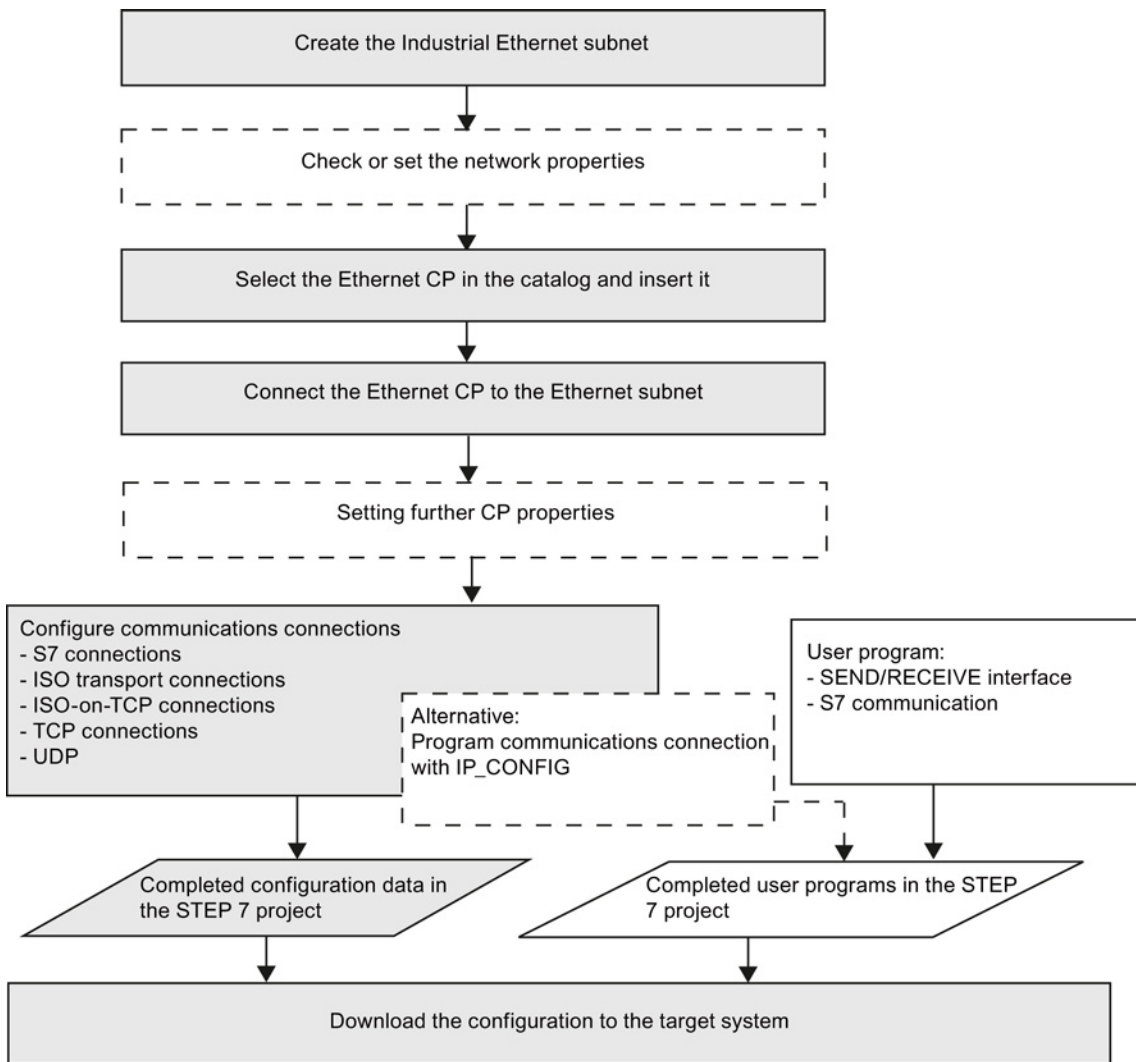 Create the Industrial Ethernet subnet
Check or set the network properties
Select the Ethernet CP in the catalog and insert it
Connect the Ethernet CP to the Ethernet subnet
Setting further CP properties
Configure communications connections
- S7 connections
- ISO transport connections
- ISO-on-TCP connections
- TCP connections
- UDP
Alternative:
Program communications connection
with IP_CONFIG
User program:
- SEND/RECEIVE interface
- S7 communication
Completed configuration data in
the STEP 7 project
Completed user programs in the STEP
7 project
Download the configuration to the target system